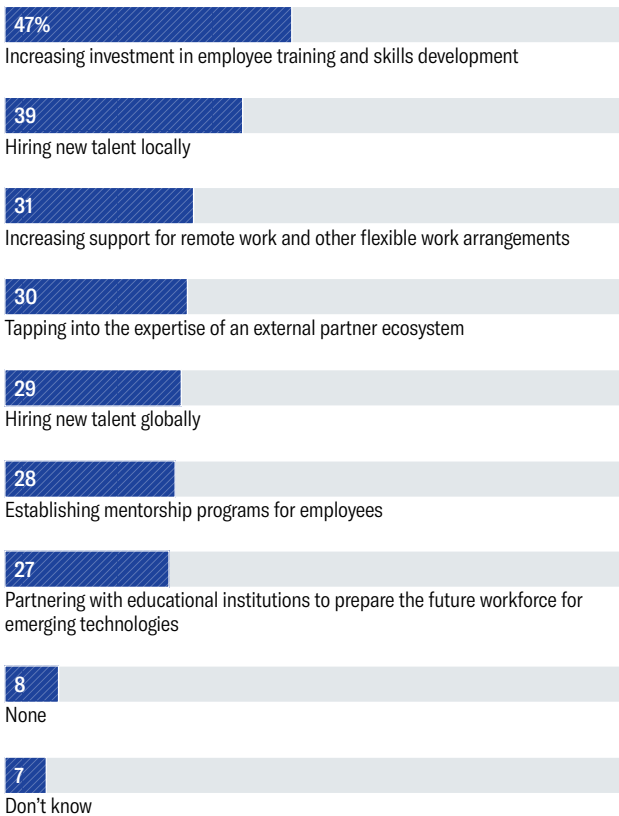 47%
Increasing investment in employee training and skills development
39
Hiring new talent locally
31
Increasing support for remote work and other flexible work arrangements
30
Tapping into the expertise of an external partner ecosystem
29
Hiring new talent globally
28
Establishing mentorship programs for employees
27
Partnering with educational institutions to prepare the future workforce for
emerging technologies
8
None
7
Don’t know